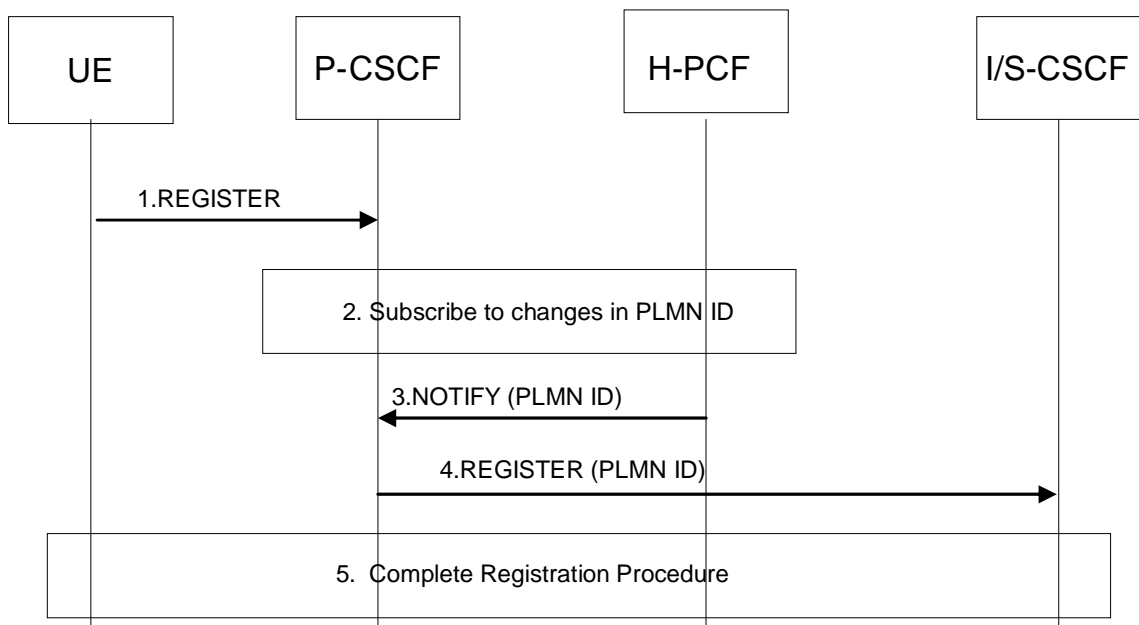 UE
P-CSCF
H-PCF
I/S-CSCF
1.REGISTER
2. Subscribe to changes in PLMN ID
3.NOTIFY (PLMN ID)
4.REGISTER (PLMN ID)
5. Complete Registration Procedure